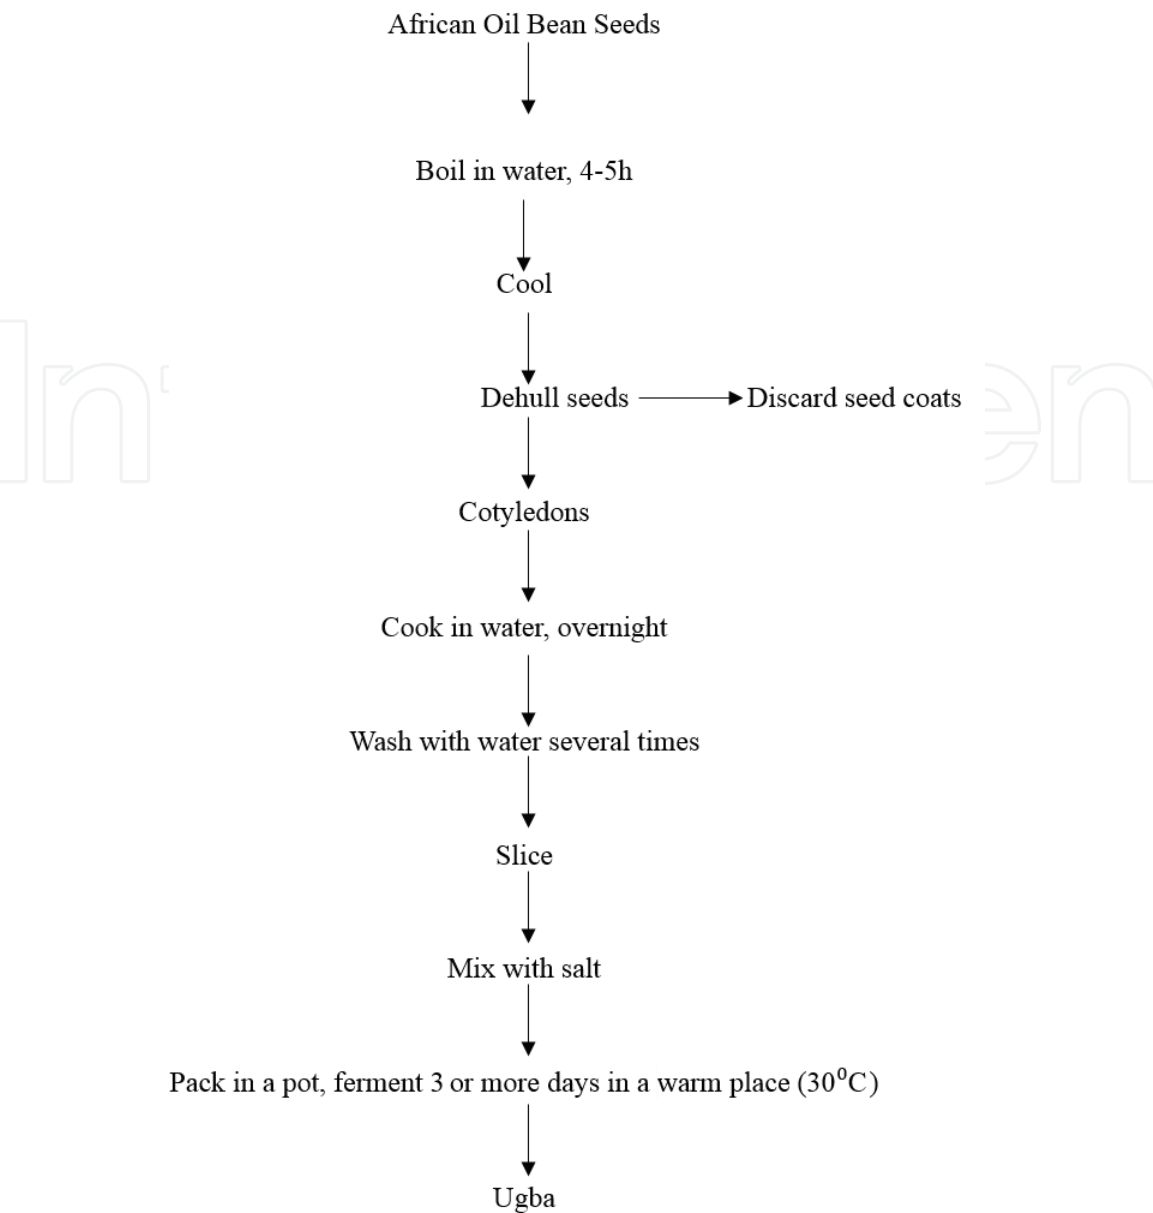 African Oil Bean Seeds
Boil in water, 4-5h
Cool
Dehull seeds
Discard seed coats
Cotyledons
Cook in water, overnight
Wash with water several times
Slice
Mix with salt
Pack in a pot, ferment 3 or more days in a warm place (30⁰C)
Ugba